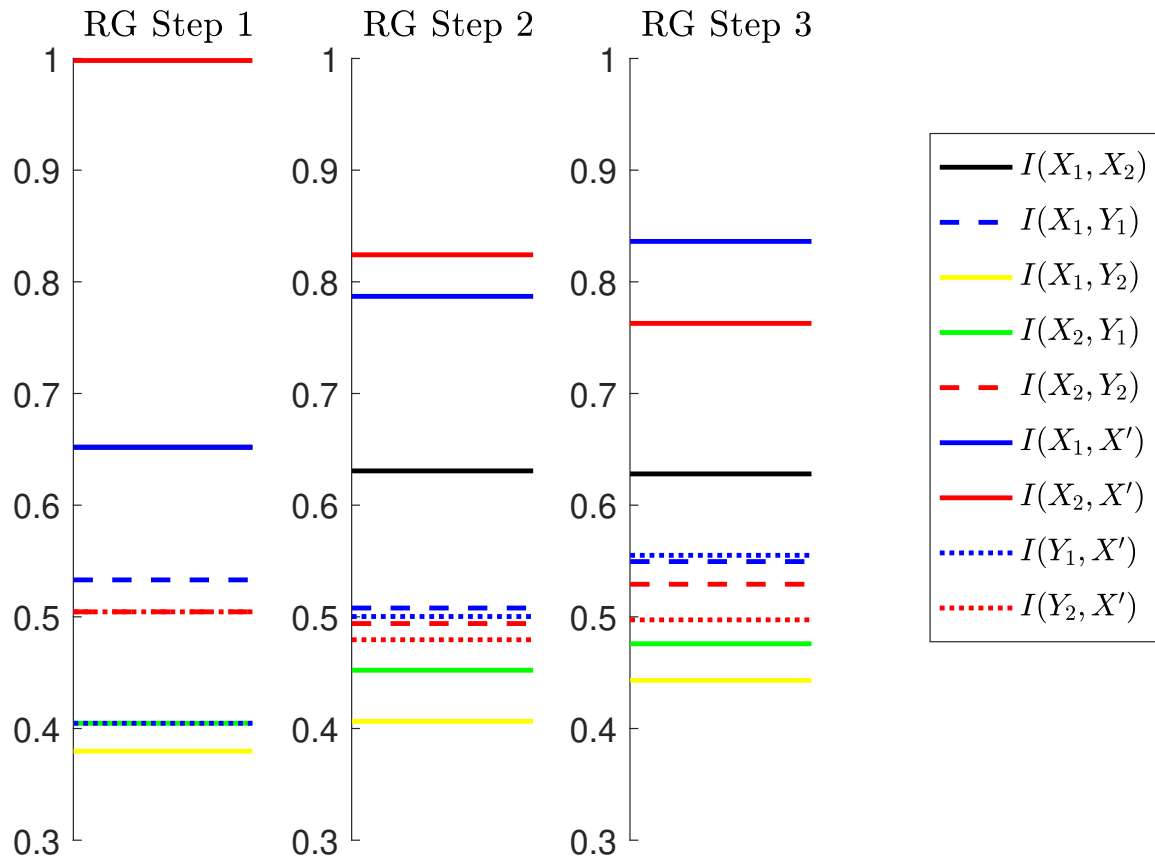 RG Step 1
RG Step 2
RG Step 3
1
0.9
0.8
0.7
0.6
0.5
0.4
0.3
1
0.9
0.8
0.7
0.6
0.5
0.4
0.3
1
0.9
0.8
0.7
0.6
0.5
0.4
0.3
I(X₁, X₂)
I(X₁, Y₁)
I(X₁, Y₂)
I(X₂, Y₁)
I(X₂, Y₂)
I(X₁, X′)
I(X₂, X′)
I(Y₁, X′)
I(Y₂, X′)